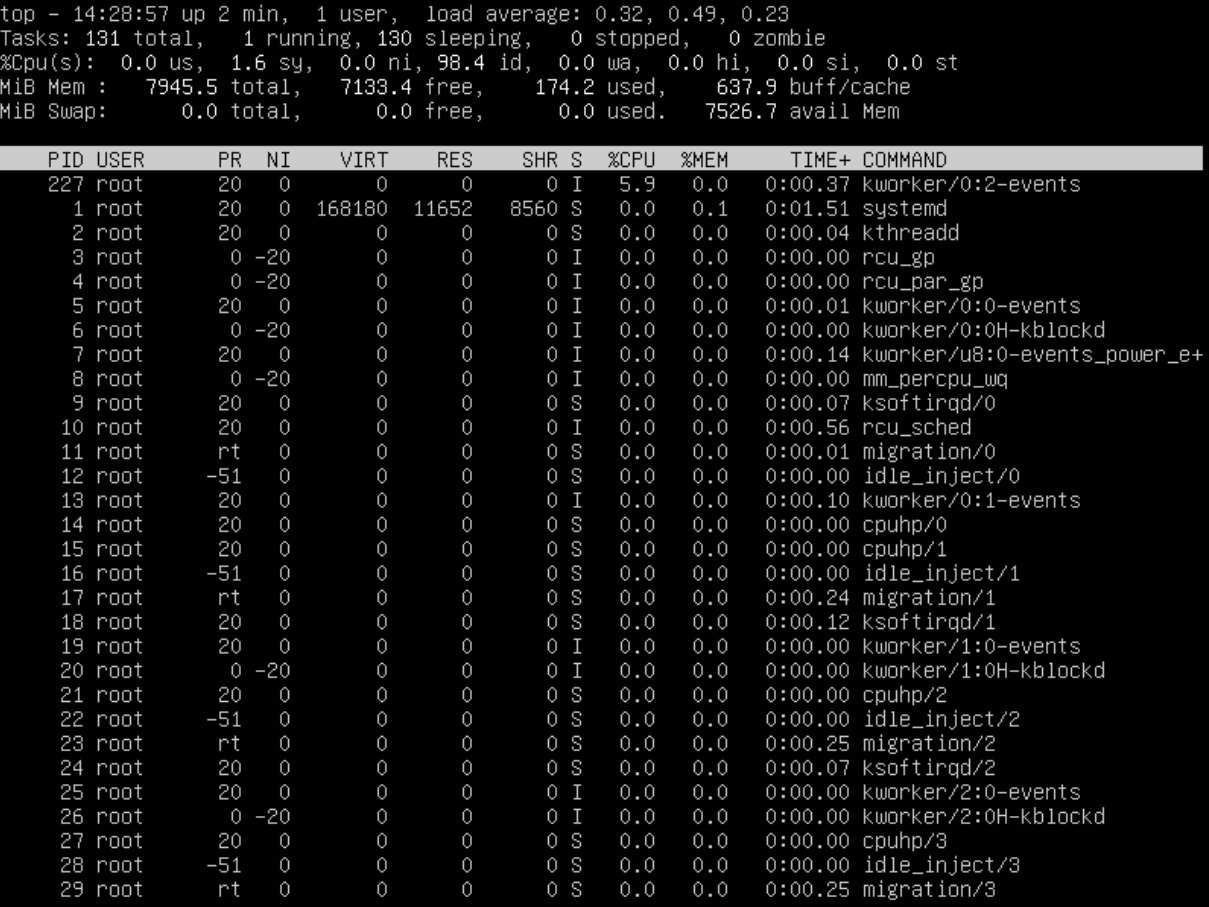 top - 14:28:57 up 2 min,  1 user,  load average: 0.32, 0.49, 0.23
Tasks: 131 total,   1 running, 130 sleeping,   0 stopped,   0 zombie
%Cpu(s):  0.0 us,  1.6 sy,  0.0 ni, 98.4 id,  0.0 wa,  0.0 hi,  0.0 si,  0.0 st
MiB Mem :   7945.5 total,   7133.4 free,    174.2 used,    637.9 buff/cache
MiB Swap:      0.0 total,      0.0 free,      0.0 used.   7526.7 avail Mem
PID USER      PR  NI    VIRT    RES    SHR S  %CPU  %MEM     TIME+ COMMAND
227 root      20   0       0      0      0 I   5.9   0.0   0:00.37 kworker/0:2-events
1 root      20   0  168180  11652   8560 S   0.0   0.1   0:01.51 systemd
2 root      20   0       0      0      0 S   0.0   0.0   0:00.04 kthreadd
3 root       0 -20       0      0      0 I   0.0   0.0   0:00.00 rcu_gp
4 root       0 -20       0      0      0 I   0.0   0.0   0:00.00 rcu_par_gp
5 root      20   0       0      0      0 I   0.0   0.0   0:00.01 kworker/0:0-events
6 root       0 -20       0      0      0 I   0.0   0.0   0:00.00 kworker/0:0H-kblockd
7 root      20   0       0      0      0 I   0.0   0.0   0:00.14 kworker/u8:0-events_power_e+
8 root       0 -20       0      0      0 I   0.0   0.0   0:00.00 mm_percpu_wq
9 root      20   0       0      0      0 S   0.0   0.0   0:00.07 ksoftirqd/0
10 root      20   0       0      0      0 I   0.0   0.0   0:00.56 rcu_sched
11 root      rt   0       0      0      0 S   0.0   0.0   0:00.01 migration/0
12 root     -51   0       0      0      0 S   0.0   0.0   0:00.00 idle_inject/0
13 root      20   0       0      0      0 I   0.0   0.0   0:00.10 kworker/0:1-events
14 root      20   0       0      0      0 S   0.0   0.0   0:00.00 cpuhp/0
15 root      20   0       0      0      0 S   0.0   0.0   0:00.00 cpuhp/1
16 root     -51   0       0      0      0 S   0.0   0.0   0:00.00 idle_inject/1
17 root      rt   0       0      0      0 S   0.0   0.0   0:00.24 migration/1
18 root      20   0       0      0      0 S   0.0   0.0   0:00.12 ksoftirqd/1
19 root      20   0       0      0      0 I   0.0   0.0   0:00.00 kworker/1:0-events
20 root       0 -20       0      0      0 I   0.0   0.0   0:00.00 kworker/1:0H-kblockd
21 root      20   0       0      0      0 S   0.0   0.0   0:00.00 cpuhp/2
22 root     -51   0       0      0      0 S   0.0   0.0   0:00.00 idle_inject/2
23 root      rt   0       0      0      0 S   0.0   0.0   0:00.25 migration/2
24 root      20   0       0      0      0 S   0.0   0.0   0:00.07 ksoftirqd/2
25 root      20   0       0      0      0 I   0.0   0.0   0:00.00 kworker/2:0-events
26 root       0 -20       0      0      0 I   0.0   0.0   0:00.00 kworker/2:0H-kblockd
27 root      20   0       0      0      0 S   0.0   0.0   0:00.00 cpuhp/3
28 root     -51   0       0      0      0 S   0.0   0.0   0:00.00 idle_inject/3
29 root      rt   0       0      0      0 S   0.0   0.0   0:00.25 migration/3